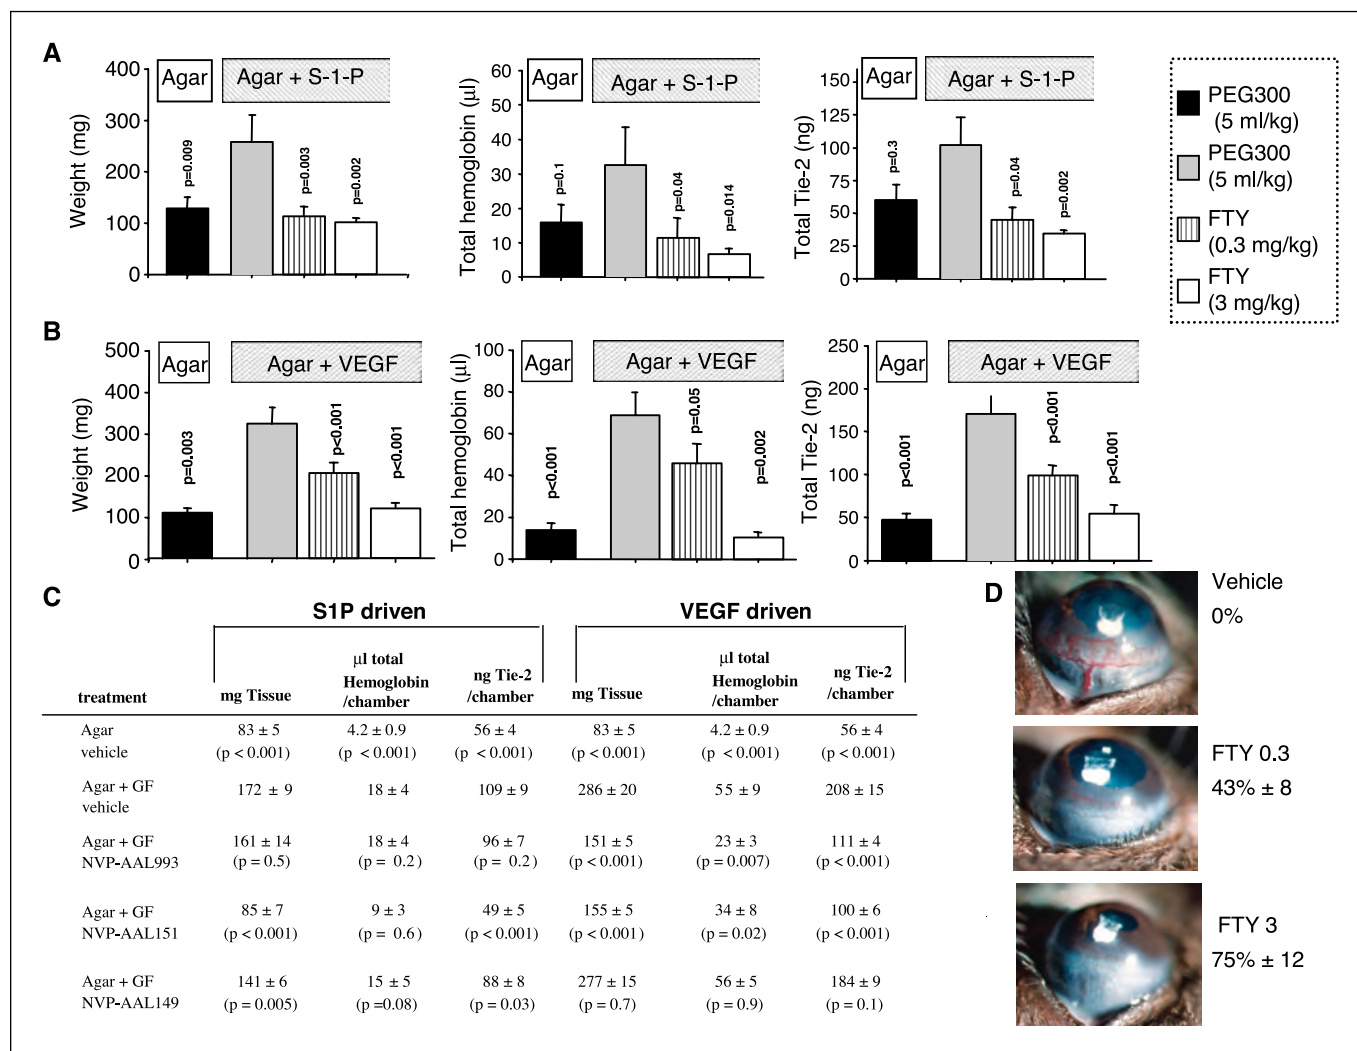 A
Weight (mg)
400
300
200
100
0
Agar
Agar + S-1-P
p=0.009
p=0.003
p=0.002
Total hemoglobin (µl)
60
50
40
30
20
10
0
Agar
Agar + S-1-P
p=0.1
p=0.04
p=0.014
Total Tie-2 (ng)
150
125
100
75
50
25
0
Agar
Agar + S-1-P
p=0.3
p=0.04
p=0.002
PEG300
(5 ml/kg)
PEG300
(5 ml/kg)
FTY
(0.3 mg/kg)
FTY
(3 mg/kg)
B
Weight (mg)
500
400
300
200
100
0
Agar
Agar + VEGF
p=0.003
p<0.001
p<0.001
Total hemoglobin (µl)
100
80
60
40
20
0
Agar
Agar + VEGF
p<0.001
p=0.05
p=0.002
Total Tie-2 (ng)
250
200
150
100
50
0
Agar
Agar + VEGF
p<0.001
p<0.001
p<0.001
C
S1P driven VEGF driven
µl total µl total
ng Tie-2 ng Tie-2
Hemoglobin Hemoglobin
treatment mg Tissue /chamber /chamber mg Tissue /chamber /chamber
Agar 83 ± 5 4.2 ± 0.9 56 ± 4 83 ± 5 4.2 ± 0.9 56 ± 4
vehicle (p < 0.001) (p < 0.001) (p < 0.001) (p < 0.001) (p < 0.001) (p < 0.001)
Agar + GF 172 ± 9 18 ± 4 109 ± 9 286 ± 20 55 ± 9 208 ± 15
vehicle
Agar + GF 161 ± 14 18 ± 4 96 ± 7 151 ± 5 23 ± 3 111 ± 4
NVP-AAL993 (p = 0.5) (p = 0.2) (p = 0.2) (p < 0.001) (p = 0.007) (p < 0.001)
Agar + GF 85 ± 7 9 ± 3 49 ± 5 155 ± 5 34 ± 8 100 ± 6
NVP-AAL151 (p < 0.001) (p = 0.6) (p < 0.001) (p < 0.001) (p = 0.02) (p < 0.001)
Agar + GF 141 ± 6 15 ± 5 88 ± 8 277 ± 15 56 ± 5 184 ± 9
NVP-AAL149 (p = 0.005) (p =0.08) (p = 0.03) (p = 0.7) (p = 0.9) (p = 0.1)
D
Vehicle
0%
FTY 0.3
43% ± 8
FTY 3
75% ± 12